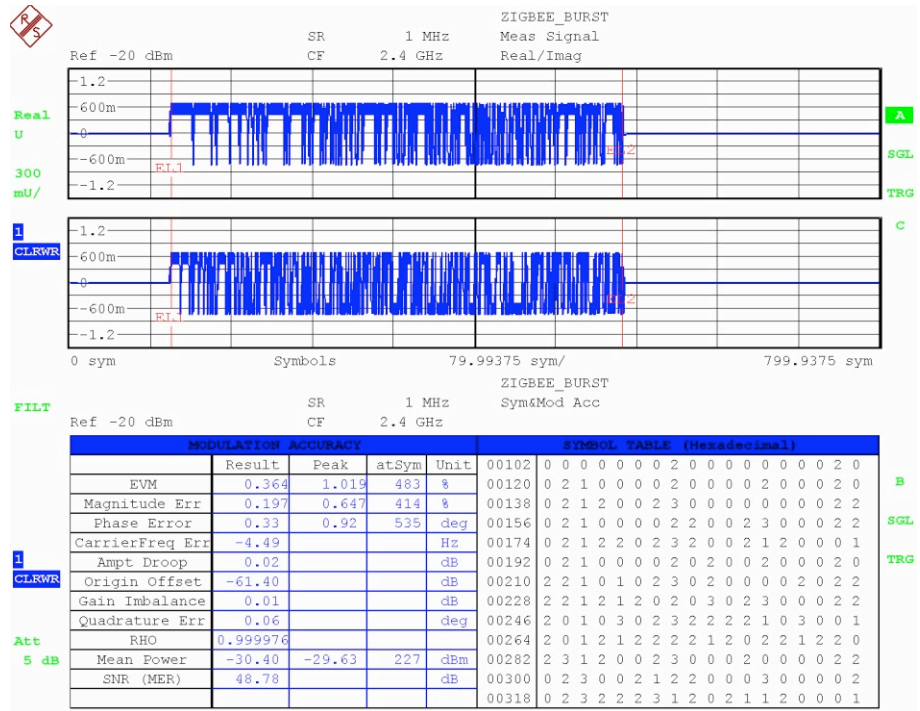 R S
ZIGBEE_BURST
SR 1 MHz Meas Signal
Ref -20 dBm CF 2.4 GHz Real/Imag
1.2
Real 600m A
U 0
-600m EL1 EL2 SGL
300
mU/ -1.2 TRG
1 1.2 C
CLRWR 600m
0
-600m EL1 EL2
-1.2
0 sym Symbols 79.99375 sym/ 799.9375 sym
ZIGBEE_BURST
FILT SR 1 MHz Sym&Mod Acc
Ref -20 dBm CF 2.4 GHz
MODULATION ACCURACY SYMBOL TABLE (Hexadecimal)
Result Peak atSym Unit 00102 0 0 0 0 0 0 0 2 0 0 0 0 0 0 0 0 2 0
EVM 0.364 1.019 483 % 00120 0 2 1 0 0 0 0 2 0 0 0 0 2 0 0 0 2 0 B
Magnitude Err 0.197 0.647 414 % 00138 0 2 1 2 0 0 2 3 0 0 0 0 0 0 0 0 2 2
Phase Error 0.33 0.92 535 deg 00156 0 2 1 0 0 0 0 2 2 0 0 2 3 0 0 0 2 2 SGL
CarrierFreq Err -4.49 Hz 00174 0 2 1 2 2 0 2 3 2 0 0 2 1 2 0 0 0 1
1 Ampt Droop 0.02 dB 00192 0 2 1 0 0 0 0 2 0 2 0 0 2 0 0 0 2 0 TRG
CLRWR Origin Offset -61.40 dB 00210 2 2 1 0 1 0 2 3 0 2 0 0 0 0 0 2 0 2 2
Gain Imbalance 0.01 dB 00228 2 2 1 2 1 2 0 2 0 3 0 2 3 0 0 0 2 2
Quadrature Err 0.06 deg 00246 2 0 1 0 3 0 2 3 2 2 2 2 1 0 3 0 0 1
Att RHO 0.999976 00264 2 0 1 2 1 2 2 2 2 1 2 0 2 2 1 2 2 0
5 dB Mean Power -30.40 -29.63 227 dBm 00282 2 3 1 2 0 0 2 3 0 0 0 2 0 0 0 0 2 2
SNR (MER) 48.78 dB 00300 0 2 3 0 0 2 1 2 2 0 0 0 3 0 0 0 0 2
00318 0 2 3 2 2 2 3 1 2 0 2 1 1 2 0 0 0 1